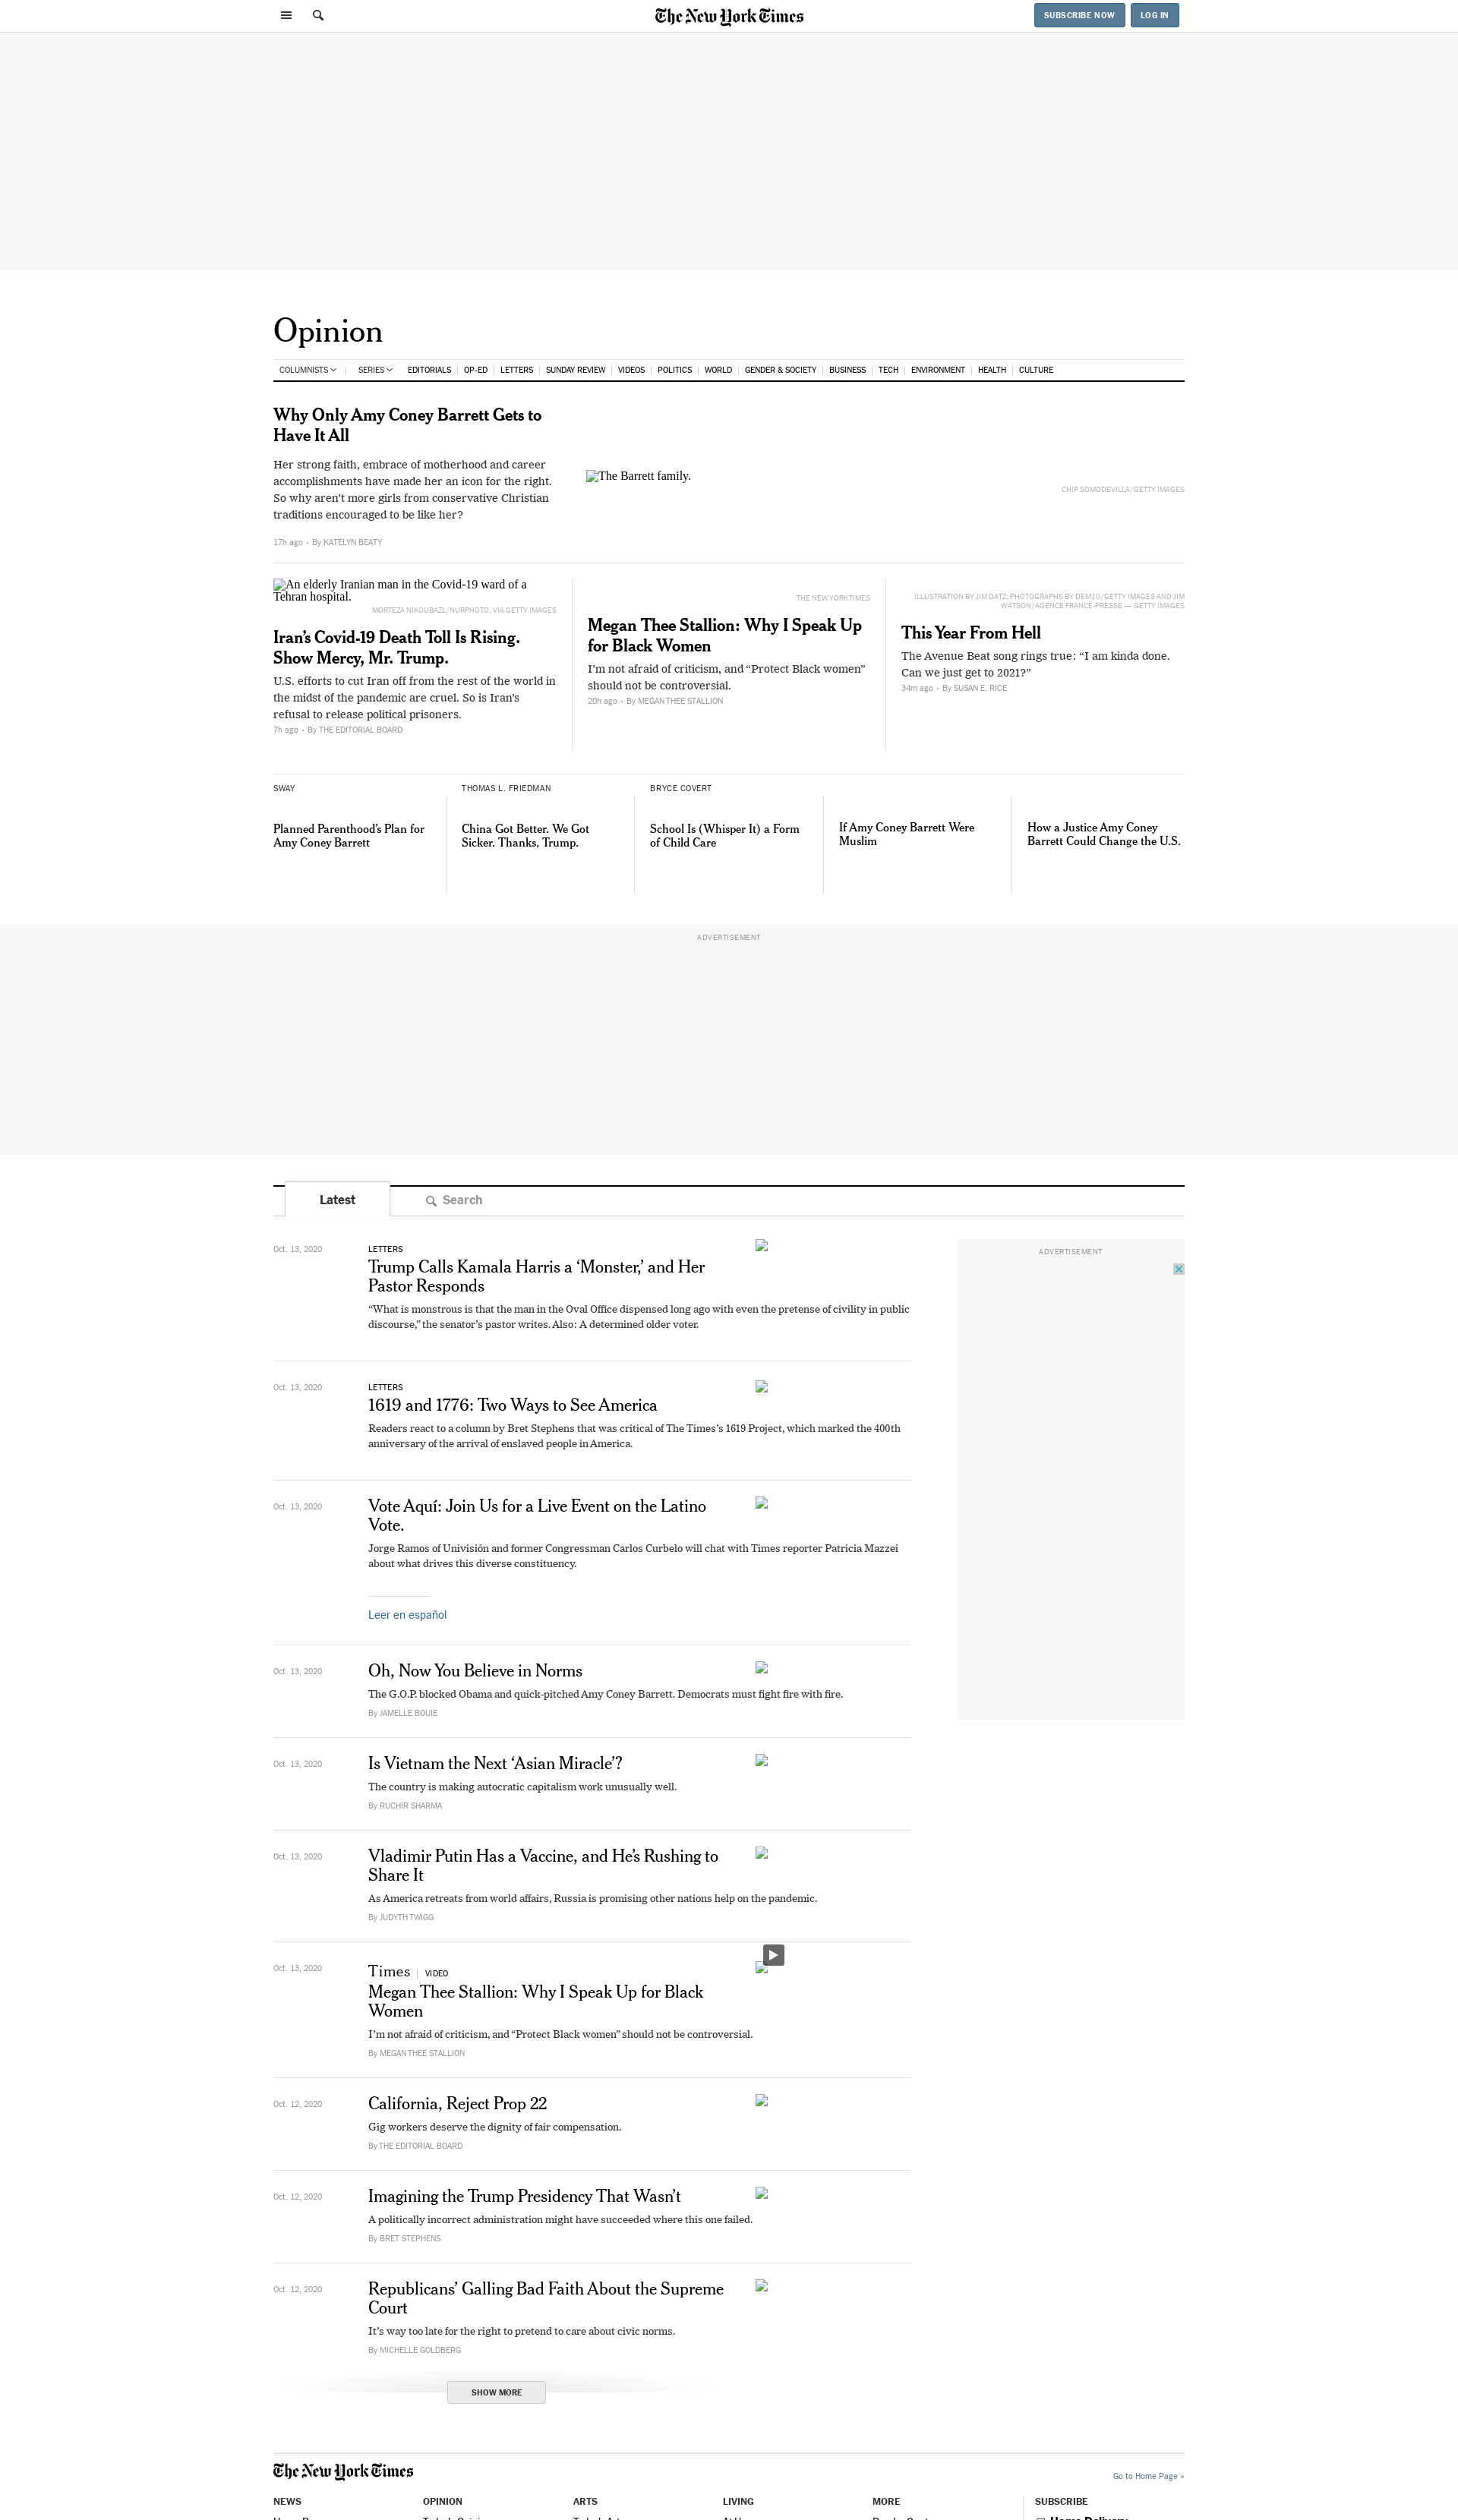 The New York Times
SUBSCRIBE NOW
LOG IN
Opinion
COLUMNISTS
SERIES
EDITORIALS
OP-ED
LETTERS
SUNDAY REVIEW
VIDEOS
POLITICS
WORLD
GENDER & SOCIETY
BUSINESS
TECH
ENVIRONMENT
HEALTH
CULTURE
Why Only Amy Coney Barrett Gets to
Have It All
Her strong faith, embrace of motherhood and career
accomplishments have made her an icon for the right.
So why aren't more girls from conservative Christian
traditions encouraged to be like her?
17h ago • By KATELYN BEATY
The Barrett family.
CHIP SOMODEVILLA/GETTY IMAGES
An elderly Iranian man in the Covid-19 ward of a
Tehran hospital.
MORTEZA NIKOUBAZL/NURPHOTO, VIA GETTY IMAGES
Iran's Covid-19 Death Toll Is Rising.
Show Mercy, Mr. Trump.
U.S. efforts to cut Iran off from the rest of the world in
the midst of the pandemic are cruel. So is Iran's
refusal to release political prisoners.
7h ago • By THE EDITORIAL BOARD
THE NEW YORK TIMES
Megan Thee Stallion: Why I Speak Up
for Black Women
I'm not afraid of criticism, and “Protect Black women”
should not be controversial.
20h ago • By MEGAN THEE STALLION
ILLUSTRATION BY JIM DATZ; PHOTOGRAPHS BY DEM10/GETTY IMAGES AND JIM
WATSON/AGENCE FRANCE-PRESSE — GETTY IMAGES
This Year From Hell
The Avenue Beat song rings true: “I am kinda done.
Can we just get to 2021?”
34m ago • By SUSAN E. RICE
SWAY
Planned Parenthood's Plan for
Amy Coney Barrett
THOMAS L. FRIEDMAN
China Got Better. We Got
Sicker. Thanks, Trump.
BRYCE COVERT
School Is (Whisper It) a Form
of Child Care
If Amy Coney Barrett Were
Muslim
How a Justice Amy Coney
Barrett Could Change the U.S.
ADVERTISEMENT
Latest
Search
ADVERTISEMENT
Oct. 13, 2020
LETTERS
Trump Calls Kamala Harris a ‘Monster,’ and Her
Pastor Responds
“What is monstrous is that the man in the Oval Office dispensed long ago with even the pretense of civility in public
discourse,” the senator's pastor writes. Also: A determined older voter.
Oct. 13, 2020
LETTERS
1619 and 1776: Two Ways to See America
Readers react to a column by Bret Stephens that was critical of The Times's 1619 Project, which marked the 400th
anniversary of the arrival of enslaved people in America.
Oct. 13, 2020
Vote Aquí: Join Us for a Live Event on the Latino
Vote.
Jorge Ramos of Univisión and former Congressman Carlos Curbelo will chat with Times reporter Patricia Mazzei
about what drives this diverse constituency.
Leer en español
Oct. 13, 2020
Oh, Now You Believe in Norms
The G.O.P. blocked Obama and quick-pitched Amy Coney Barrett. Democrats must fight fire with fire.
By JAMELLE BOUIE
Oct. 13, 2020
Is Vietnam the Next ‘Asian Miracle’?
The country is making autocratic capitalism work unusually well.
By RUCHIR SHARMA
Oct. 13, 2020
Vladimir Putin Has a Vaccine, and He's Rushing to
Share It
As America retreats from world affairs, Russia is promising other nations help on the pandemic.
By JUDYTH TWIGG
Oct. 13, 2020
Times | VIDEO
Megan Thee Stallion: Why I Speak Up for Black
Women
I'm not afraid of criticism, and “Protect Black women” should not be controversial.
By MEGAN THEE STALLION
Oct. 12, 2020
California, Reject Prop 22
Gig workers deserve the dignity of fair compensation.
By THE EDITORIAL BOARD
Oct. 12, 2020
Imagining the Trump Presidency That Wasn't
A politically incorrect administration might have succeeded where this one failed.
By BRET STEPHENS
Oct. 12, 2020
Republicans' Galling Bad Faith About the Supreme
Court
It's way too late for the right to pretend to care about civic norms.
By MICHELLE GOLDBERG
SHOW MORE
The New York Times
Go to Home Page »
NEWS
OPINION
ARTS
LIVING
MORE
SUBSCRIBE